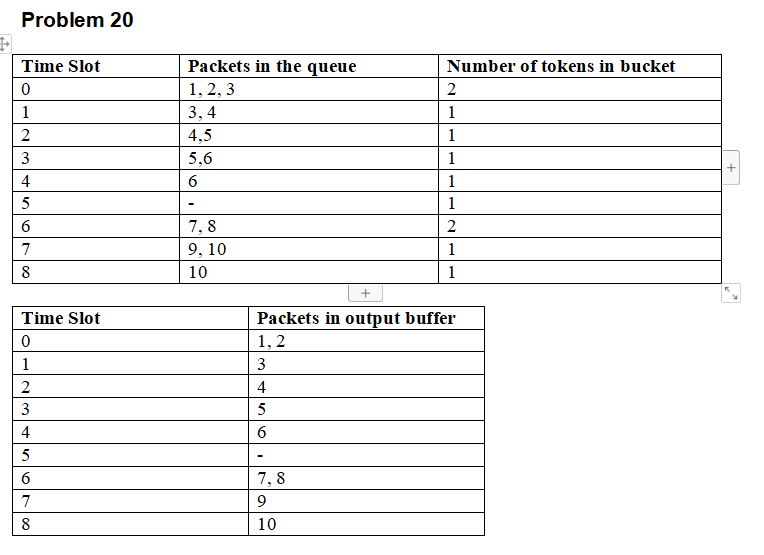 Problem 20
Time Slot Packets in the queue Number of tokens in bucket
0 1, 2, 3 2
1 3, 4 1
2 4,5 1
3 5,6 1
4 6 1
5 - 1
6 7, 8 2
7 9, 10 1
8 10 1
Time Slot Packets in output buffer
0 1, 2
1 3
2 4
3 5
4 6
5 -
6 7, 8
7 9
8 10